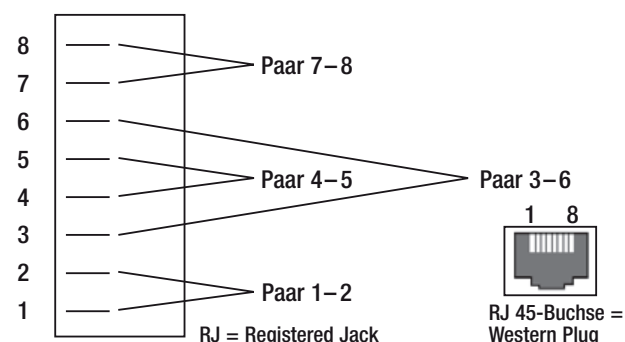 8
7
Paar 7–8
6
5
Paar 4–5
Paar 3–6
4
3
1 8
2
Paar 1–2
1
RJ 45-Buchse =
RJ = Registered Jack
Western Plug